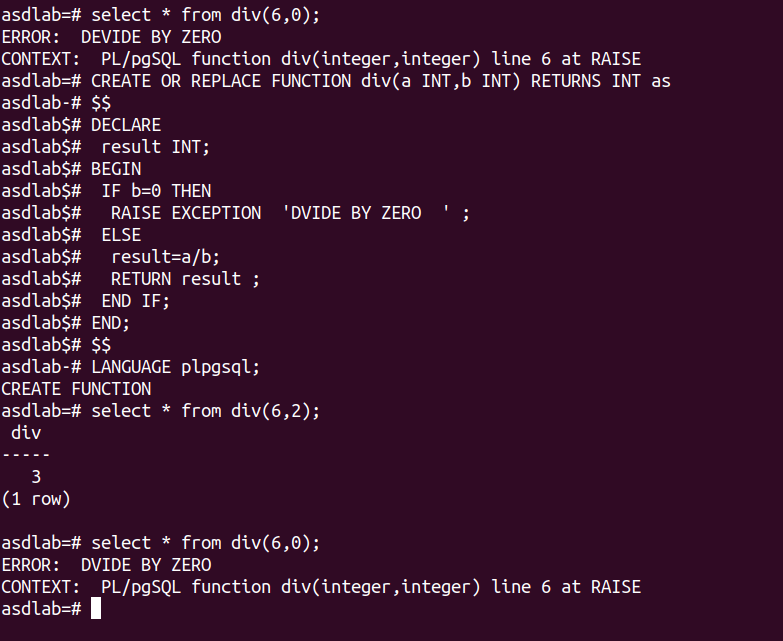 asdlab=# select * from div(6,0);
ERROR:  DEVIDE BY ZERO
CONTEXT:  PL/pgSQL function div(integer,integer) line 6 at RAISE
asdlab=# CREATE OR REPLACE FUNCTION div(a INT,b INT) RETURNS INT as
asdlab-# $$
asdlab$# DECLARE
asdlab$#  result INT;
asdlab$# BEGIN
asdlab$#  IF b=0 THEN
asdlab$#   RAISE EXCEPTION  'DVIDE BY ZERO  ' ;
asdlab$#  ELSE
asdlab$#   result=a/b;
asdlab$#   RETURN result ;
asdlab$#  END IF;
asdlab$# END;
asdlab$# $$
asdlab-# LANGUAGE plpgsql;
CREATE FUNCTION
asdlab=# select * from div(6,2);
 div
-----
   3
(1 row)

asdlab=# select * from div(6,0);
ERROR:  DVIDE BY ZERO
CONTEXT:  PL/pgSQL function div(integer,integer) line 6 at RAISE
asdlab=#